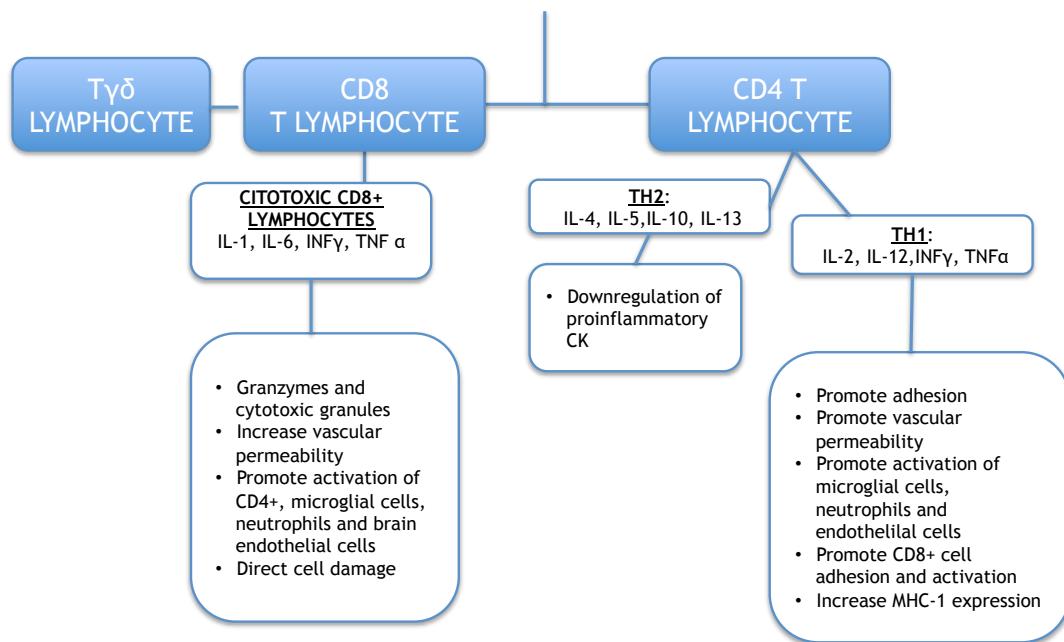 Tγδ
LYMPHOCYTE
CD8
T LYMPHOCYTE
CD4 T
LYMPHOCYTE
CITOTOXIC CD8+
LYMPHOCYTES
IL-1, IL-6, INFγ, TNF α
TH2:
IL-4, IL-5,IL-10, IL-13
TH1:
IL-2, IL-12,INFγ, TNFα
• Granzymes and
cytotoxic granules
• Increase vascular
permeability
• Promote activation of
CD4+, microglial cells,
neutrophils and brain
endothelial cells
• Direct cell damage
• Downregulation of
proinflammatory
CK
• Promote adhesion
• Promote vascular
permeability
• Promote activation of
microglial cells,
neutrophils and
endothelilal cells
• Promote CD8+ cell
adhesion and activation
• Increase MHC-1 expression